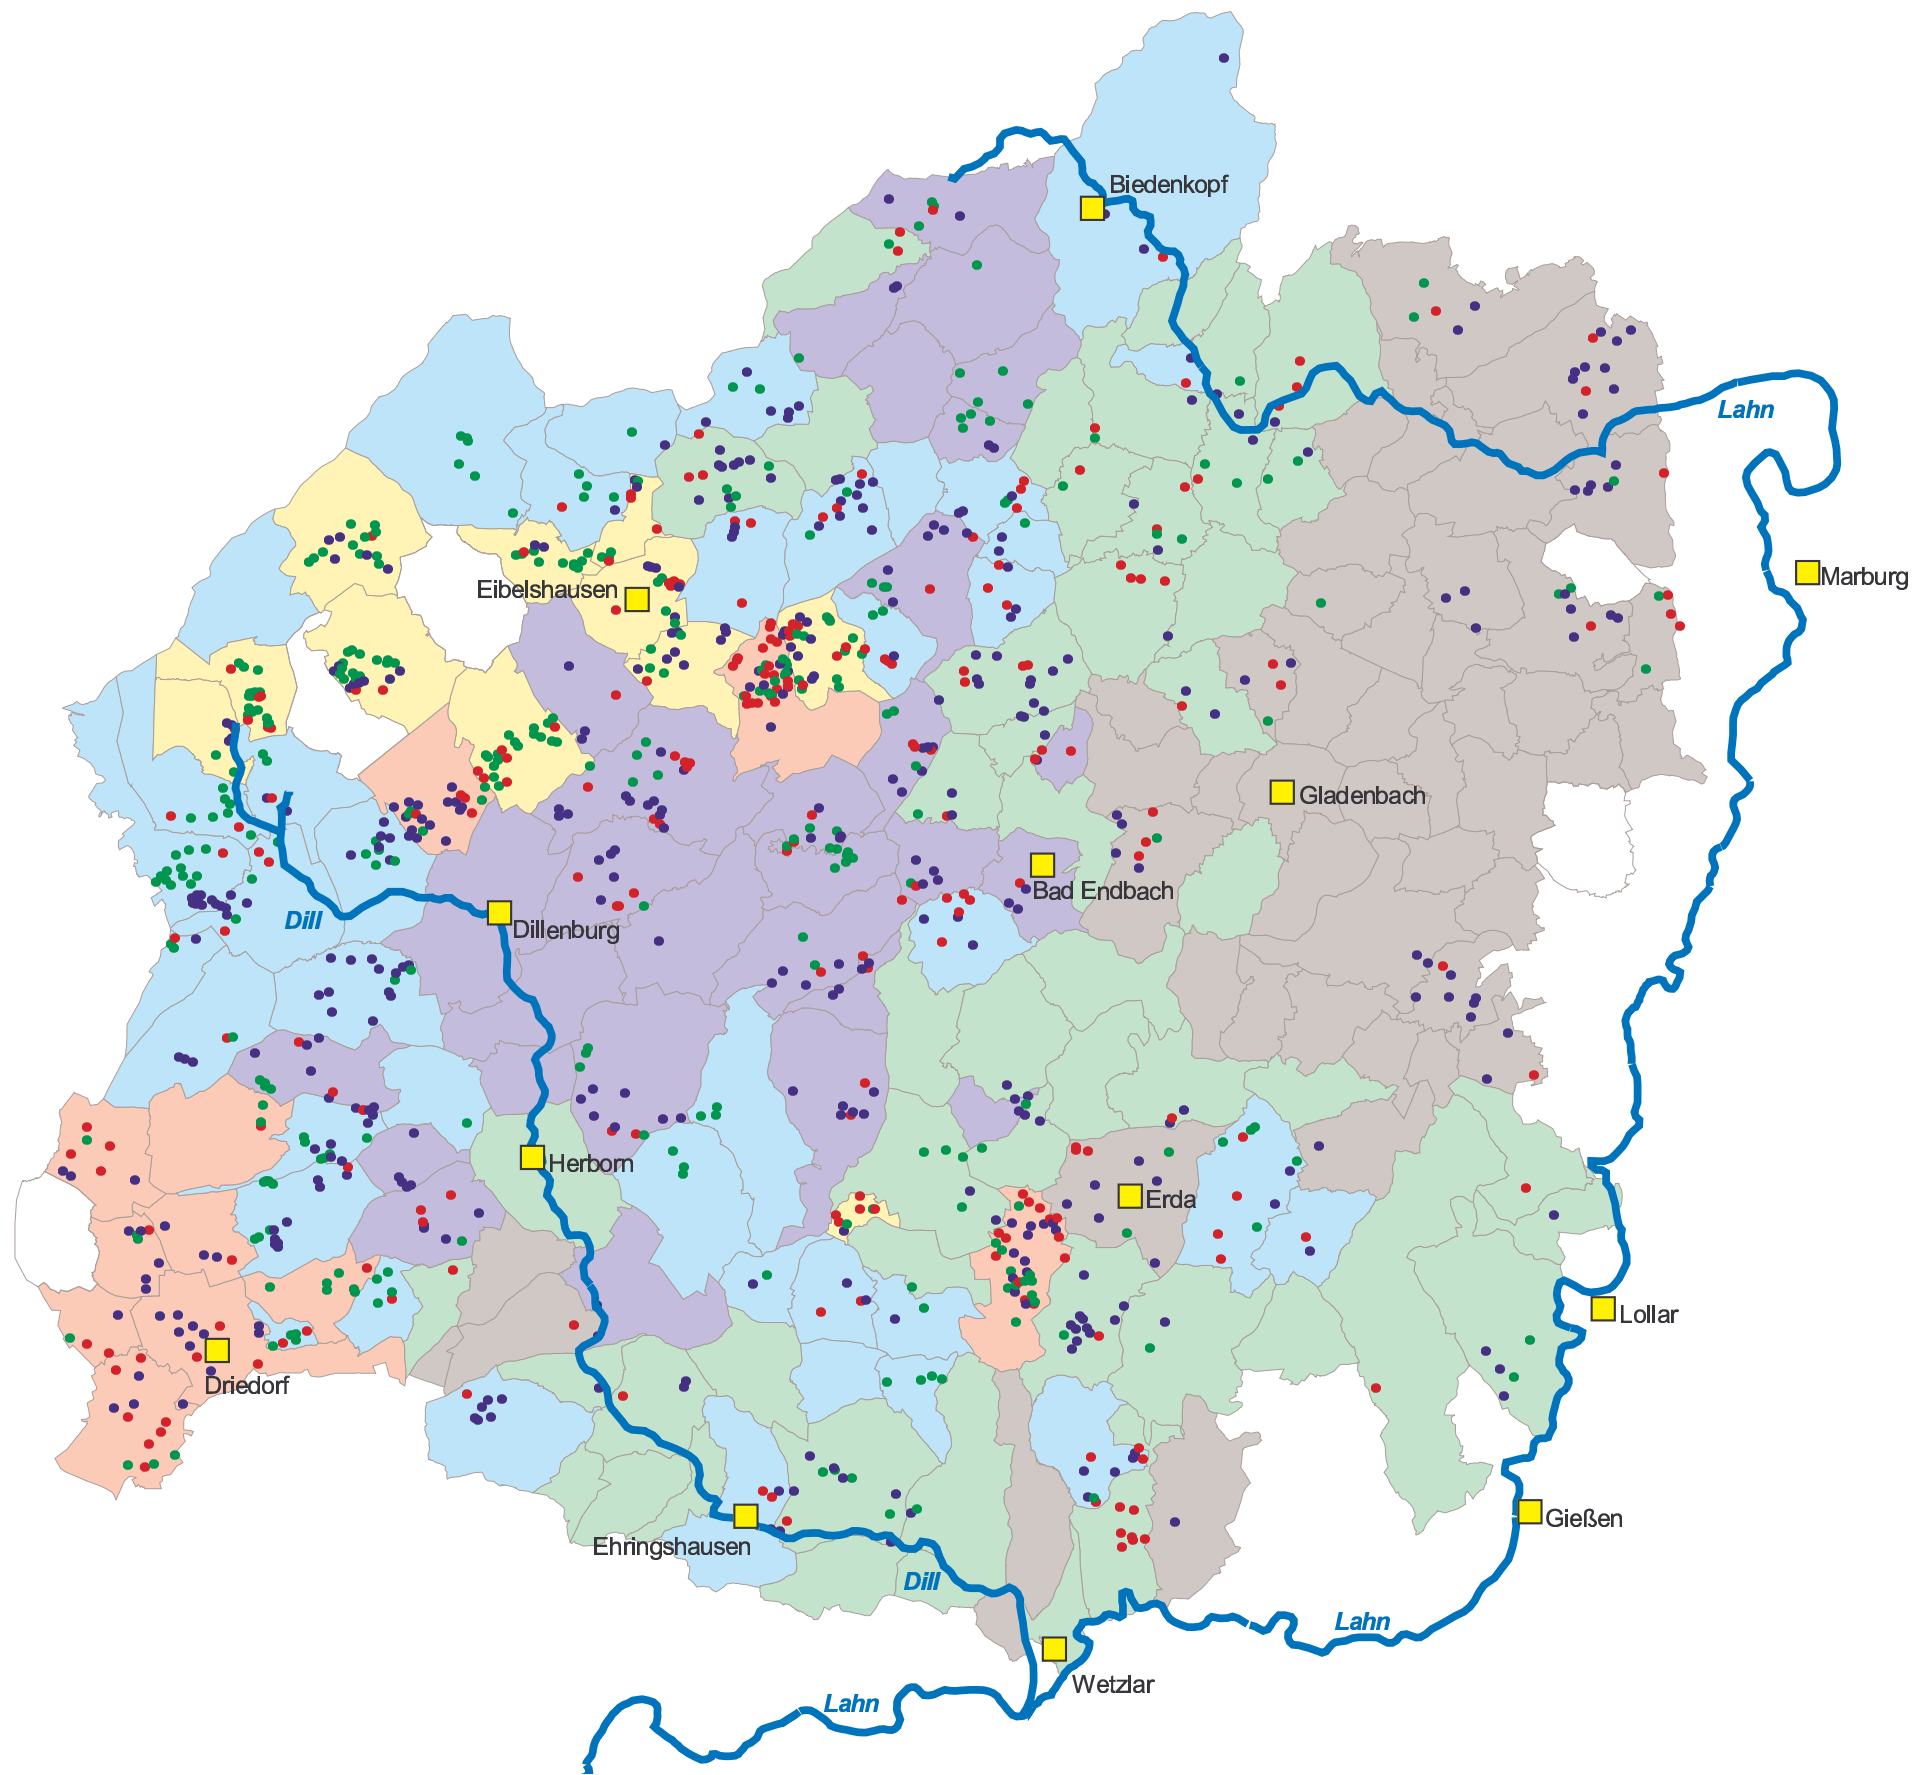 Biedenkopf
Lahn
Marburg
Eibelshausen
Gladenbach
Bad Endbach
Dill
Dillenburg
Herborn
Erda
Lollar
Driedorf
Gießen
Ehringshausen
Dill
Lahn
Wetzlar
Lahn